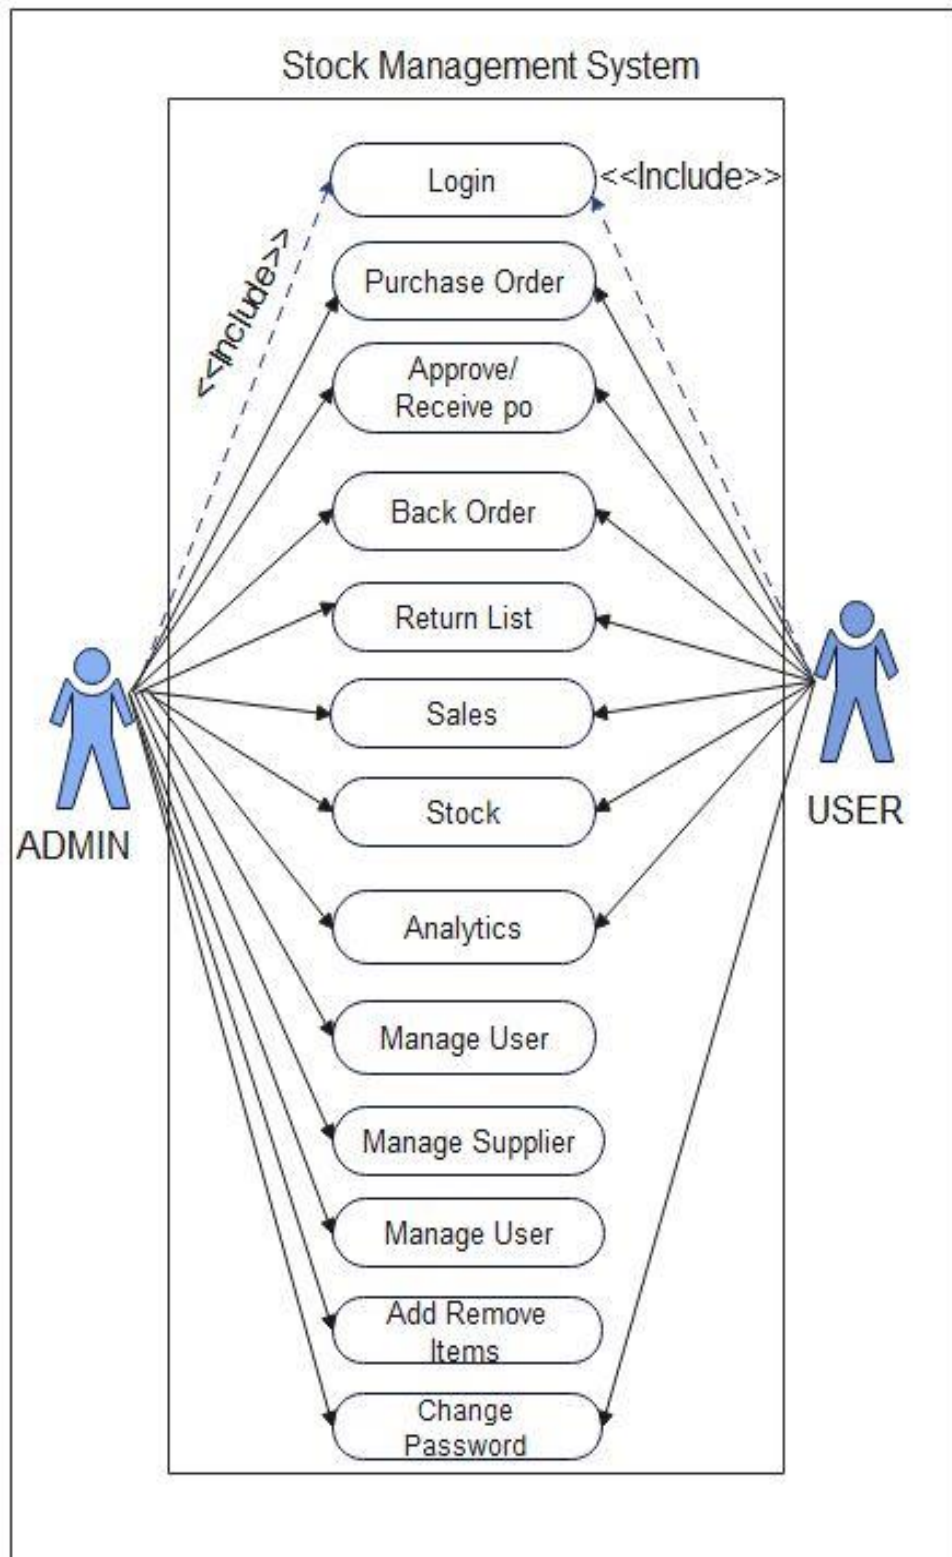 Stock Management System
Login
<<Include>>
<<Include>>
Purchase Order
Approve/
Receive po
Back Order
Return List
Sales
Stock
USER
ADMIN
Analytics
Manage User
Manage Supplier
Manage User
Add Remove
Items
Change
Password